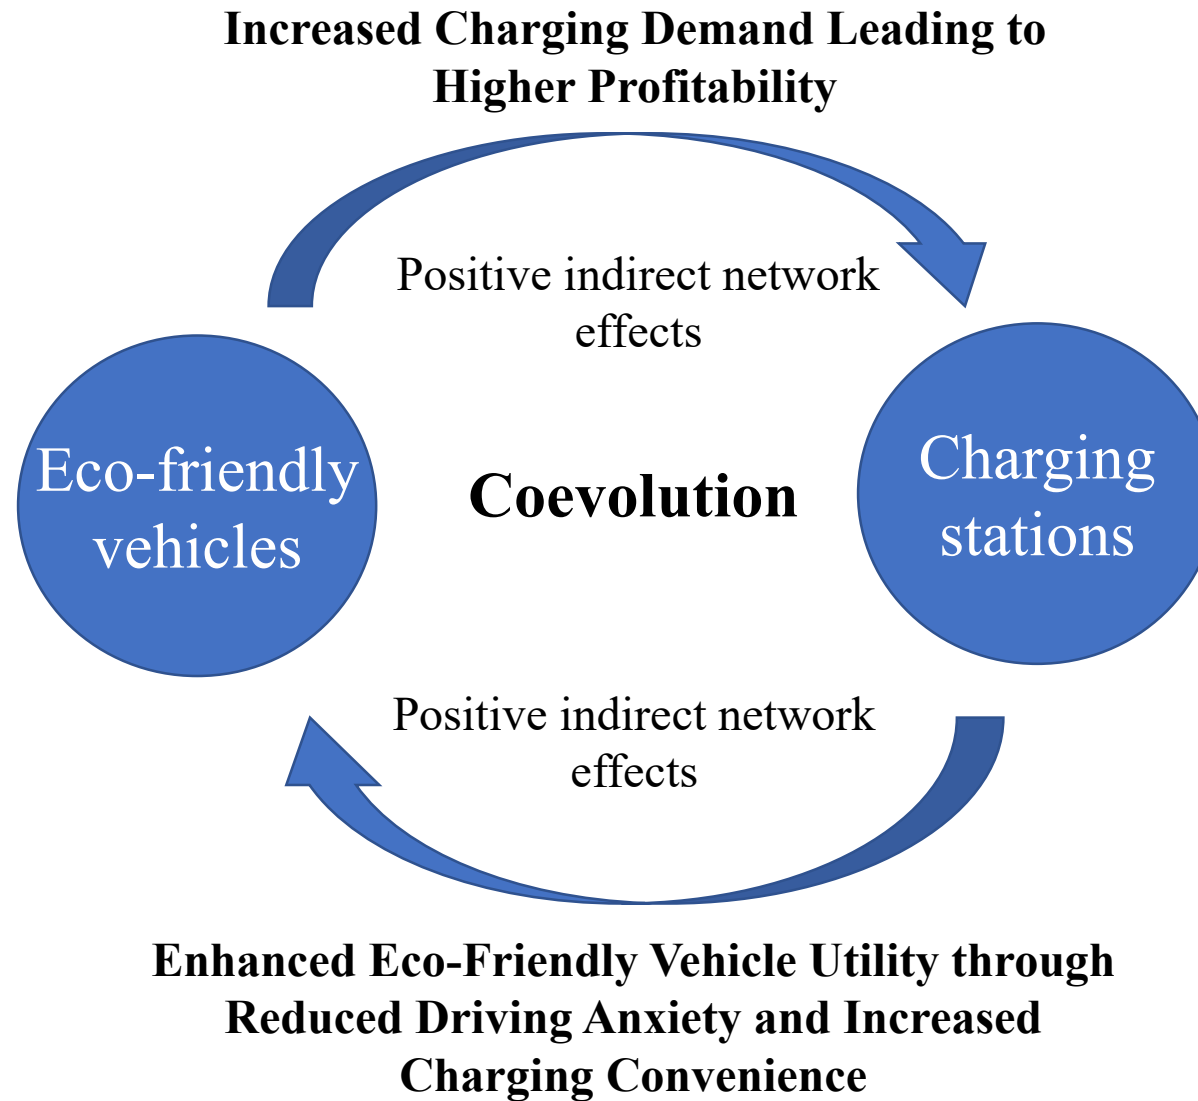 Increased Charging Demand Leading to
Higher Profitability
Positive indirect network
effects
Eco-friendly
vehicles
Coevolution
Charging
stations
Positive indirect network
effects
Enhanced Eco-Friendly Vehicle Utility through
Reduced Driving Anxiety and Increased
Charging Convenience